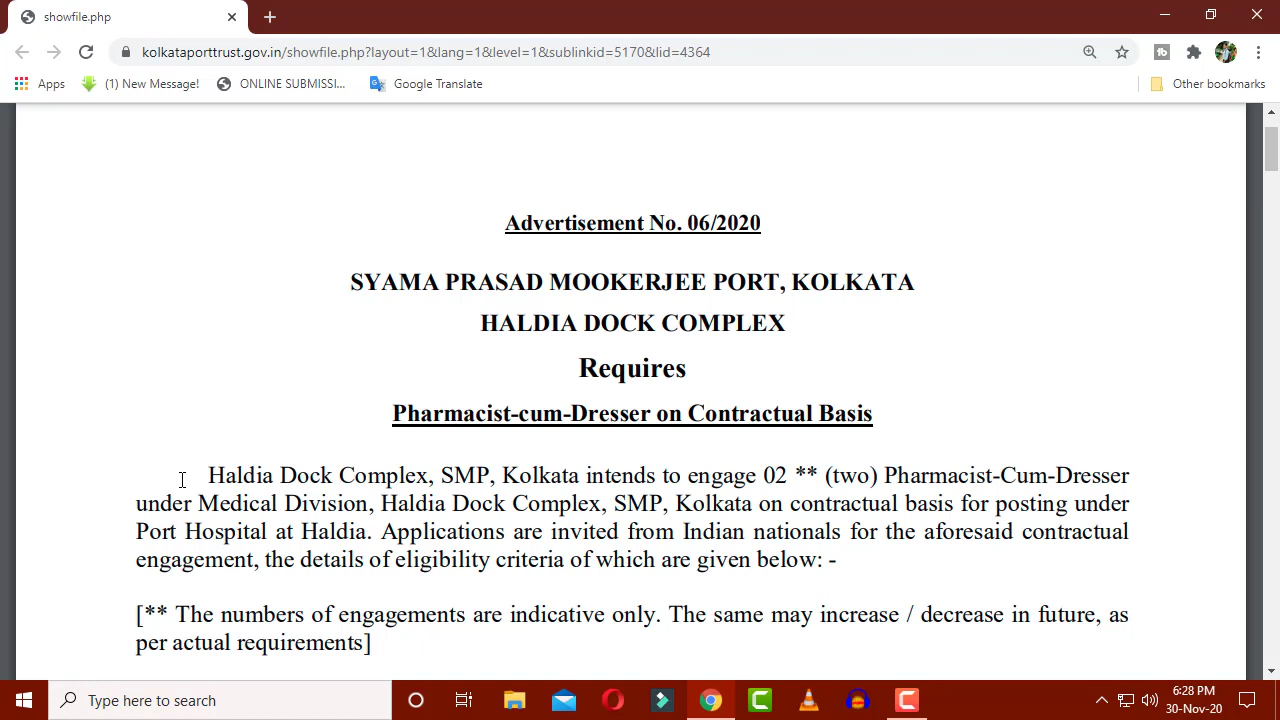 showfile.php
kolkataporttrust.gov.in/showfile.php?layout=1&lang=1&level=1&sublinkid=5170&lid=4364
Apps (1) New Message! ONLINE SUBMISSI... Google Translate Other bookmarks
Advertisement No. 06/2020
SYAMA PRASAD MOOKERJEE PORT, KOLKATA
HALDIA DOCK COMPLEX
Requires
Pharmacist-cum-Dresser on Contractual Basis
Haldia Dock Complex, SMP, Kolkata intends to engage 02 ** (two) Pharmacist-Cum-Dresser
under Medical Division, Haldia Dock Complex, SMP, Kolkata on contractual basis for posting under
Port Hospital at Haldia. Applications are invited from Indian nationals for the aforesaid contractual
engagement, the details of eligibility criteria of which are given below: -
[** The numbers of engagements are indicative only. The same may increase / decrease in future, as
per actual requirements]
Type here to search
6:28 PM
30-Nov-20